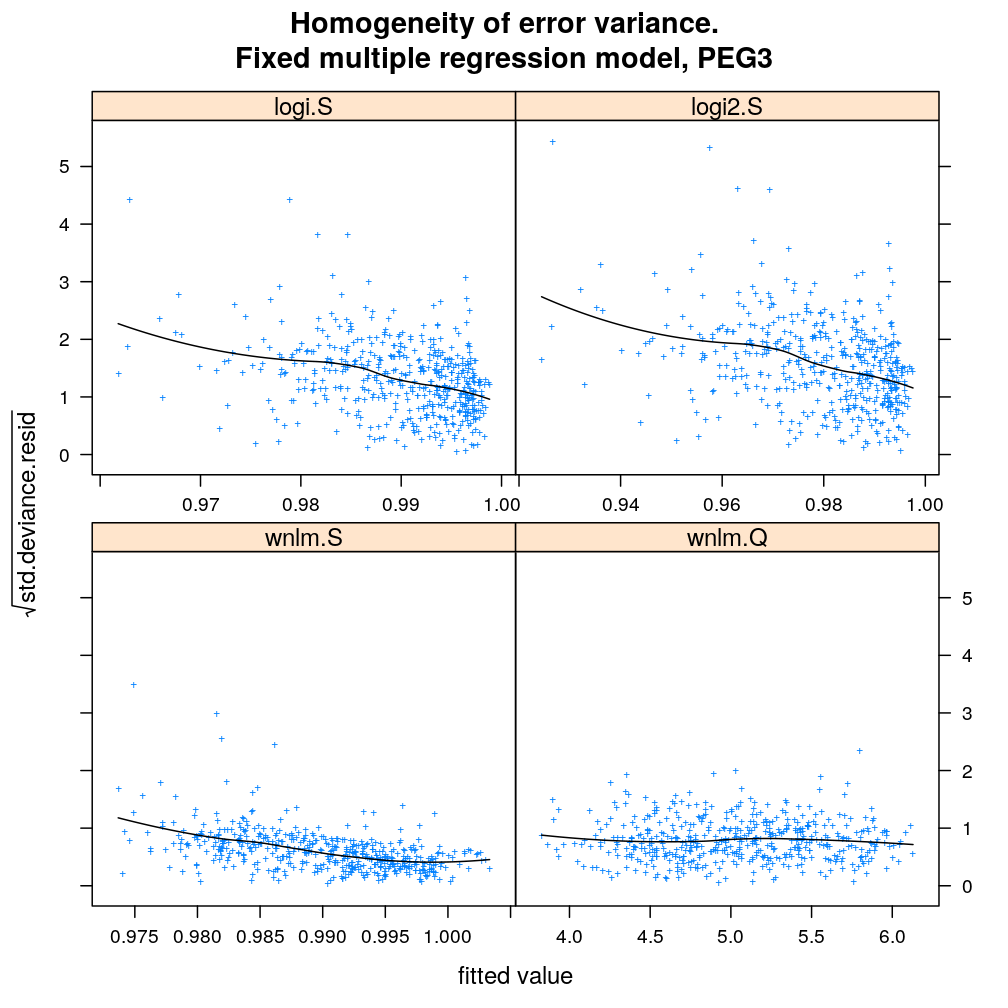 Homogeneity of error variance.
Fixed multiple regression model, PEG3
logi.S
logi2.S
5
4
3
2
1
0
0.97 0.98 0.99 1.00
0.94 0.96 0.98 1.00
√std.deviance.resid
wnlm.S
wnlm.Q
5
4
3
2
1
0
0.975 0.980 0.985 0.990 0.995 1.000
4.0 4.5 5.0 5.5 6.0
fitted value